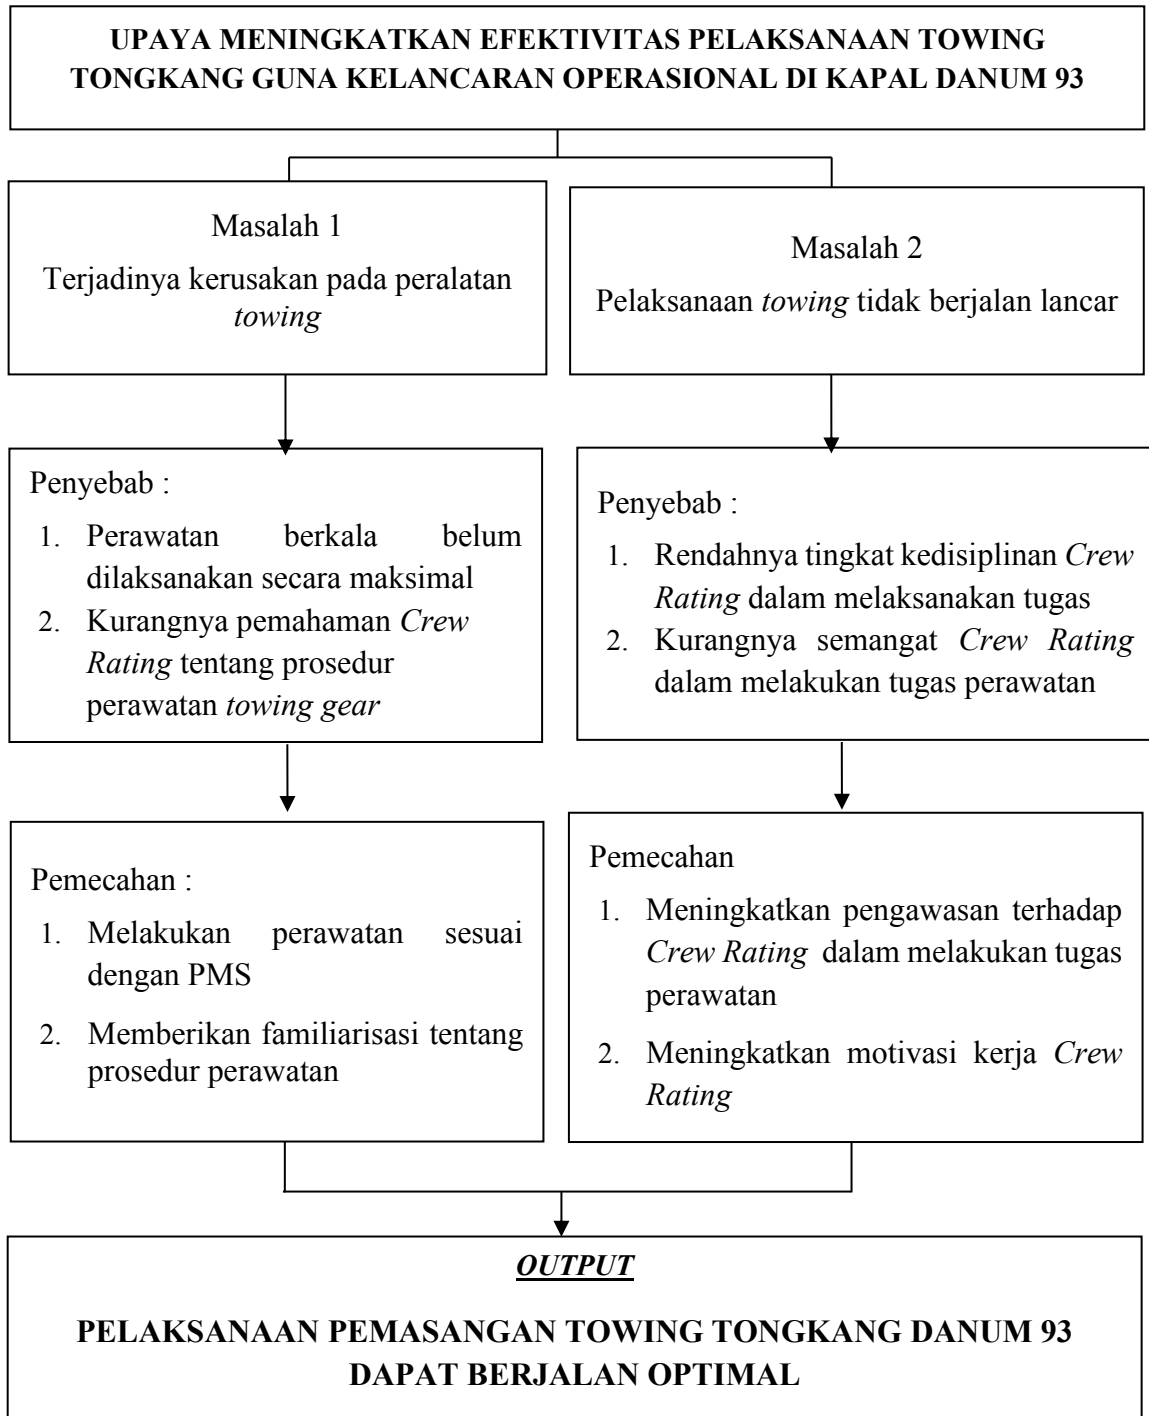 UPAYA MENINGKATKAN EFEKTIVITAS PELAKSANAAN TOWING
TONGKANG GUNA KELANCARAN OPERASIONAL DI KAPAL DANUM 93
Masalah 1
Terjadinya kerusakan pada peralatan
towing
Masalah 2
Pelaksanaan towing tidak berjalan lancar
Penyebab :
1. Perawatan berkala belum
dilaksanakan secara maksimal
2. Kurangnya pemahaman Crew
Rating tentang prosedur
perawatan towing gear
Penyebab :
1. Rendahnya tingkat kedisiplinan Crew
Rating dalam melaksanakan tugas
2. Kurangnya semangat Crew Rating
dalam melakukan tugas perawatan
Pemecahan :
1. Melakukan perawatan sesuai
dengan PMS
2. Memberikan familiarisasi tentang
prosedur perawatan
Pemecahan
1. Meningkatkan pengawasan terhadap
Crew Rating dalam melakukan tugas
perawatan
2. Meningkatkan motivasi kerja Crew
Rating
OUTPUT
PELAKSANAAN PEMASANGAN TOWING TONGKANG DANUM 93
DAPAT BERJALAN OPTIMAL